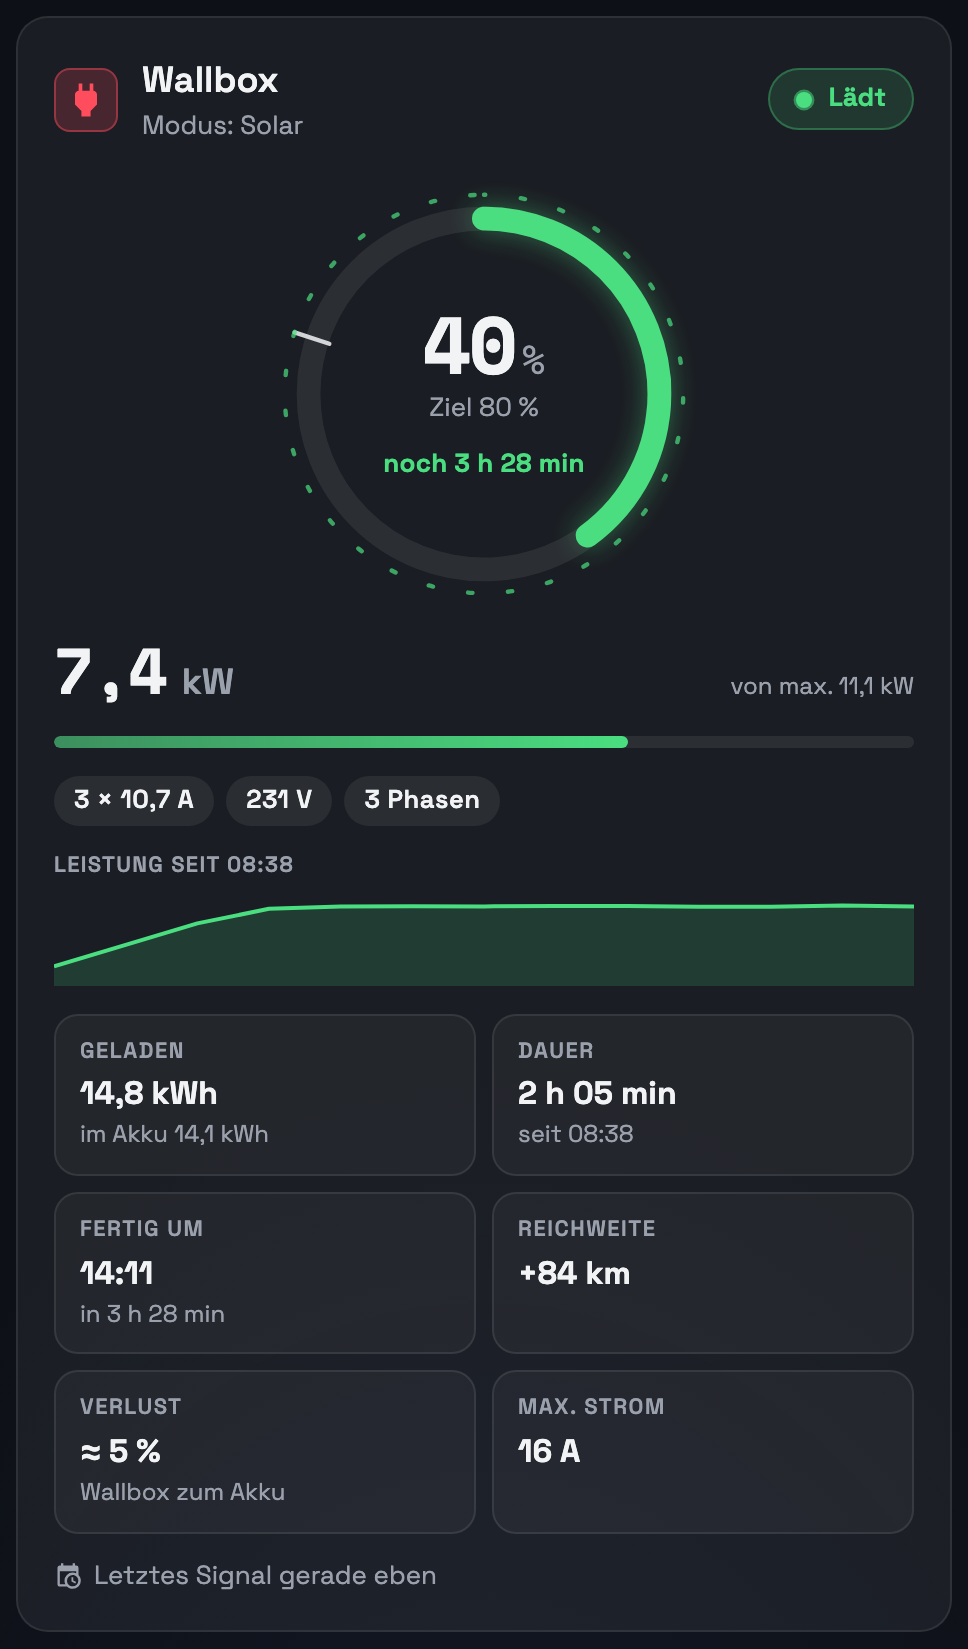 Wallbox
Modus: Solar
Lädt
40 %
Ziel 80 %
noch 3 h 28 min
7,4 kW
von max. 11,1 kW
3 × 10,7 A
231 V
3 Phasen
LEISTUNG SEIT 08:38
GELADEN
14,8 kWh
im Akku 14,1 kWh
DAUER
2 h 05 min
seit 08:38
FERTIG UM
14:11
in 3 h 28 min
REICHWEITE
+84 km
VERLUST
≈ 5 %
Wallbox zum Akku
MAX. STROM
16 A
Letztes Signal gerade eben